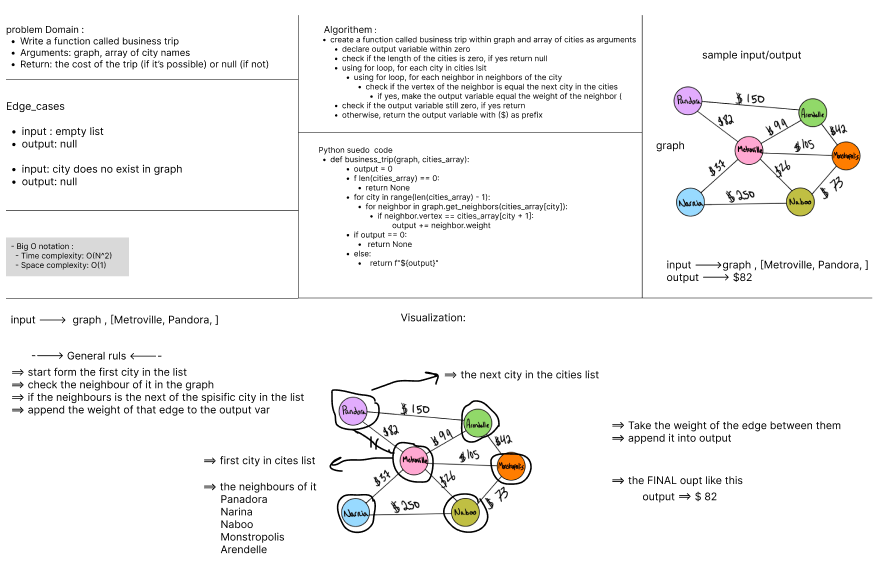 problem Domain :
• Write a function called business trip
• Arguments: graph, array of city names
• Return: the cost of the trip (if it's possible) or null (if not)
Edge_cases
• input : empty list
• output: null
• input: city does no exist in graph
• output: null
- Big O notation :
- Time complexity: O(N^2)
- Space complexity: O(1)
Algorithem :
• create a function called business trip within graph and array of cities as arguments
• declare output variable within zero
• check if the length of the cities is zero, if yes return null
• using for loop, for each city in cities lsit
• using for loop, for each neighbor in neighbors of the city
• check if the vertex of the neighbor is equal the next city in the cities
• if yes, make the output variable equal the weight of the neighbor (
• check if the output variable still zero, if yes return
• otherwise, return the output variable with ($) as prefix
Python suedo code
• def business_trip(graph, cities_array):
• output = 0
• f len(cities_array) == 0:
• return None
• for city in range(len(cities_array) - 1):
• for neighbor in graph.get_neighbors(cities_array[city]):
• if neighbor.vertex == cities_array[city + 1]:
output += neighbor.weight
• if output == 0:
• return None
• else:
• return f"${output}"
sample input/output
graph
Pandora
$150
Arendelle
$82
$99
$42
Metroville
$105
Monstropolis
$37
$26
$73
Narnia
$250
Naboo
input ⟶ graph , [Metroville, Pandora, ]
output ⟶ $82
input ⟶ graph , [Metroville, Pandora, ]
Visualization:
--⟶ General ruls ⟵--
⟹ start form the first city in the list
⟹ check the neighbour of it in the graph
⟹ if the neighbours is the next of the spisific city in the list
⟹ append the weight of that edge to the output var
⟹ the next city in the cities list
Pandora
$150
Arendelle
$82
$99
$42
Metroville
$105
Monstropolis
$37
$26
$73
Narnia
$250
Naboo
⟹ first city in cites list
⟹ the neighbours of it
Panadora
Narina
Naboo
Monstropolis
Arendelle
⟹ Take the weight of the edge between them
⟹ append it into output
⟹ the FINAL oupt like this
output ⟹ $ 82